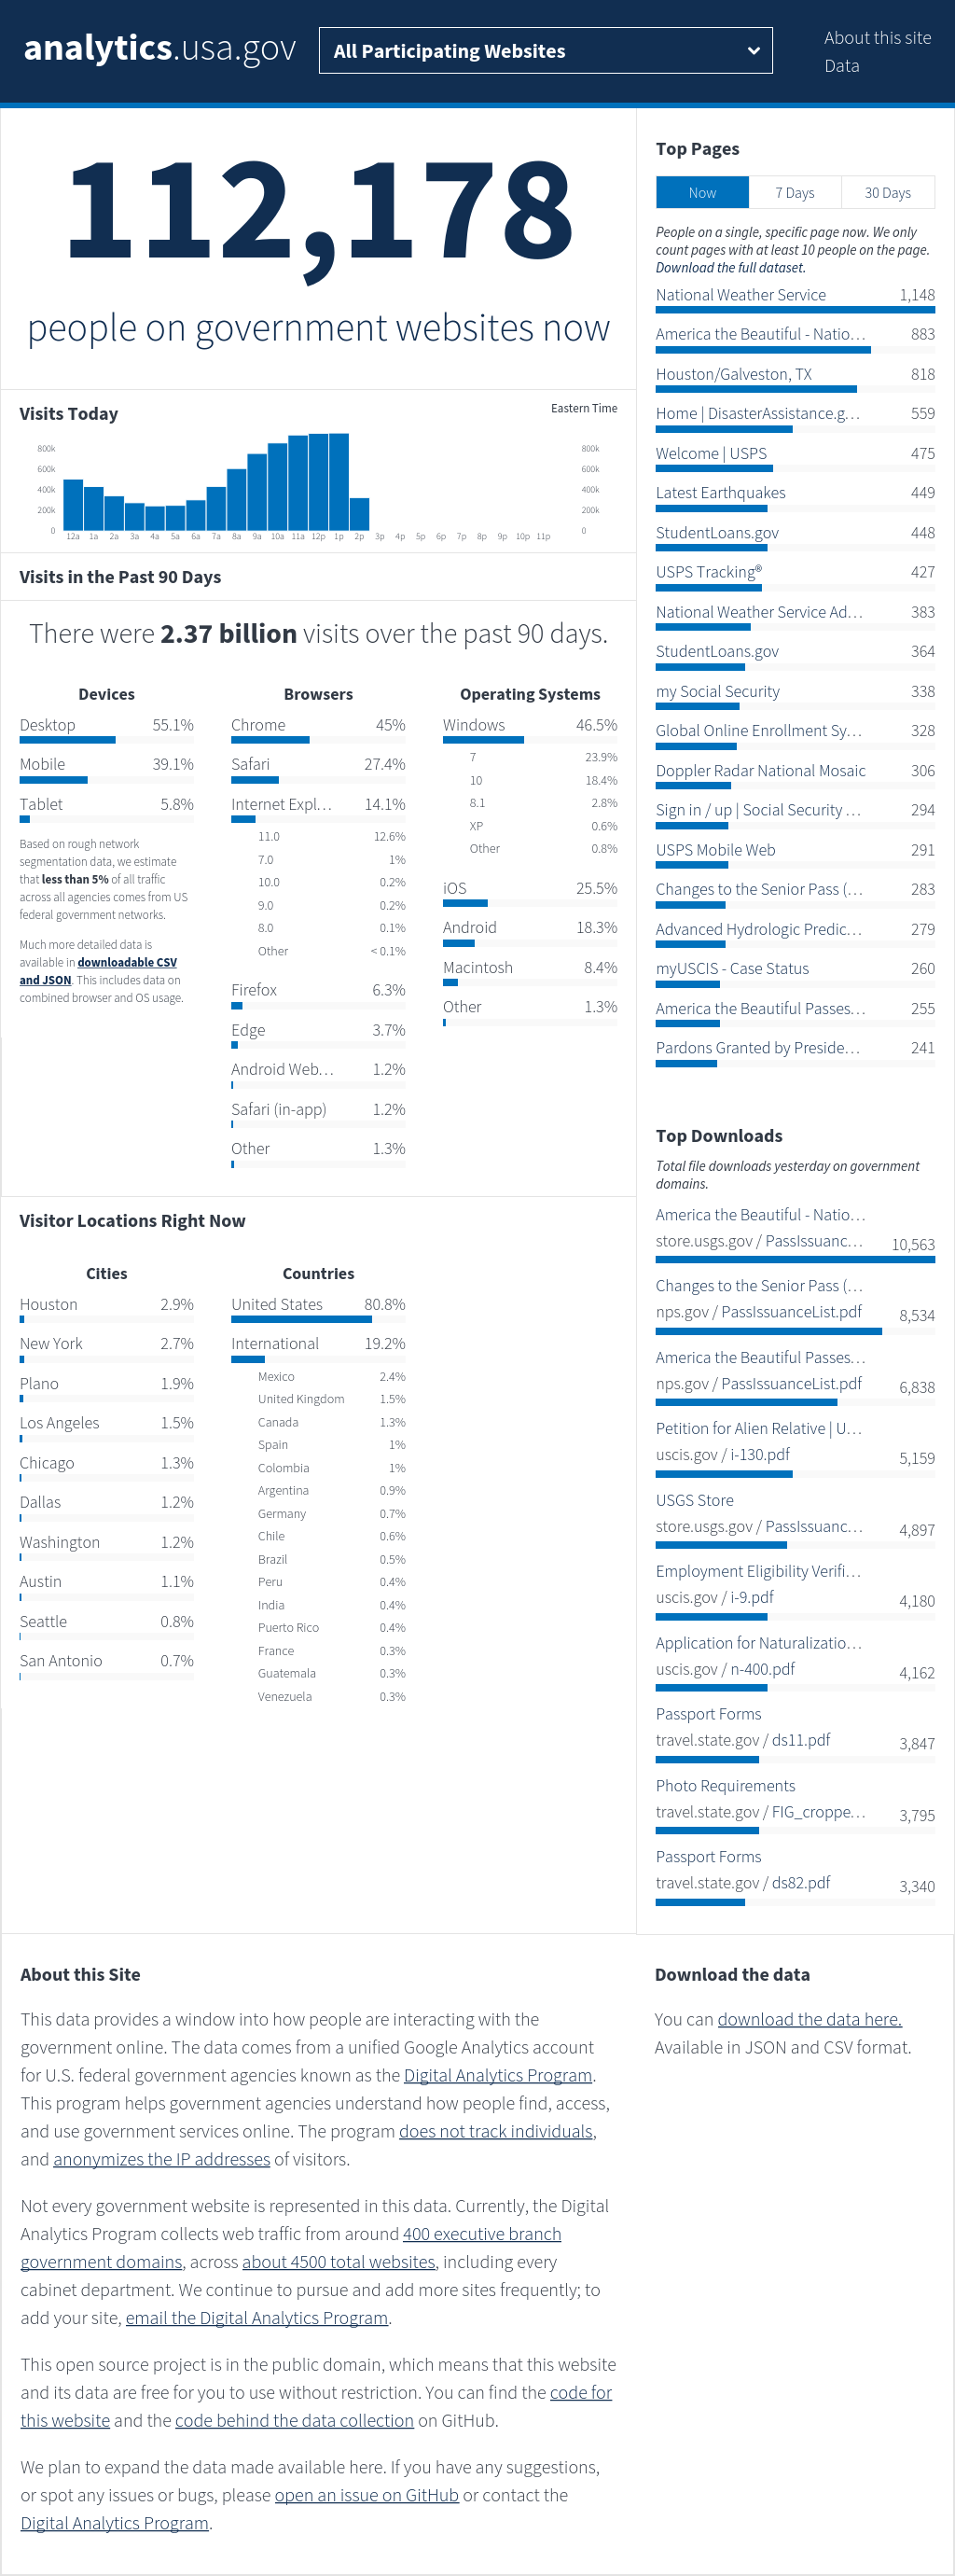 analytics.usa.gov
All Participating Websites
About this site
Data
112,178
people on government websites now
Visits Today
Eastern Time
800k
600k
400k
200k
0
800k
600k
400k
200k
0
12a 1a 2a 3a 4a 5a 6a 7a 8a 9a 10a 11a 12p 1p 2p 3p 4p 5p 6p 7p 8p 9p 10p 11p
Visits in the Past 90 Days
There were 2.37 billion visits over the past 90 days.
Devices
Desktop 55.1%
Mobile 39.1%
Tablet 5.8%
Based on rough network
segmentation data, we estimate
that less than 5% of all traffic
across all agencies comes from US
federal government networks.
Much more detailed data is
available in downloadable CSV
and JSON. This includes data on
combined browser and OS usage.
Browsers
Chrome 45%
Safari 27.4%
Internet Expl… 14.1%
11.0 12.6%
7.0 1%
10.0 0.2%
9.0 0.2%
8.0 0.1%
Other < 0.1%
Firefox 6.3%
Edge 3.7%
Android Web… 1.2%
Safari (in-app) 1.2%
Other 1.3%
Operating Systems
Windows 46.5%
7 23.9%
10 18.4%
8.1 2.8%
XP 0.6%
Other 0.8%
iOS 25.5%
Android 18.3%
Macintosh 8.4%
Other 1.3%
Visitor Locations Right Now
Cities
Houston 2.9%
New York 2.7%
Plano 1.9%
Los Angeles 1.5%
Chicago 1.3%
Dallas 1.2%
Washington 1.2%
Austin 1.1%
Seattle 0.8%
San Antonio 0.7%
Countries
United States 80.8%
International 19.2%
Mexico 2.4%
United Kingdom 1.5%
Canada 1.3%
Spain 1%
Colombia 1%
Argentina 0.9%
Germany 0.7%
Chile 0.6%
Brazil 0.5%
Peru 0.4%
India 0.4%
Puerto Rico 0.4%
France 0.3%
Guatemala 0.3%
Venezuela 0.3%
Top Pages
Now 7 Days 30 Days
People on a single, specific page now. We only
count pages with at least 10 people on the page.
Download the full dataset.
National Weather Service 1,148
America the Beautiful - Natio… 883
Houston/Galveston, TX 818
Home | DisasterAssistance.g… 559
Welcome | USPS 475
Latest Earthquakes 449
StudentLoans.gov 448
USPS Tracking® 427
National Weather Service Ad… 383
StudentLoans.gov 364
my Social Security 338
Global Online Enrollment Sy… 328
Doppler Radar National Mosaic 306
Sign in / up | Social Security … 294
USPS Mobile Web 291
Changes to the Senior Pass (… 283
Advanced Hydrologic Predic… 279
myUSCIS - Case Status 260
America the Beautiful Passes… 255
Pardons Granted by Preside… 241
Top Downloads
Total file downloads yesterday on government
domains.
America the Beautiful - Natio…
store.usgs.gov / PassIssuanc… 10,563
Changes to the Senior Pass (…
nps.gov / PassIssuanceList.pdf 8,534
America the Beautiful Passes…
nps.gov / PassIssuanceList.pdf 6,838
Petition for Alien Relative | U…
uscis.gov / i-130.pdf 5,159
USGS Store
store.usgs.gov / PassIssuanc… 4,897
Employment Eligibility Verifi…
uscis.gov / i-9.pdf 4,180
Application for Naturalizatio…
uscis.gov / n-400.pdf 4,162
Passport Forms
travel.state.gov / ds11.pdf 3,847
Photo Requirements
travel.state.gov / FIG_croppe… 3,795
Passport Forms
travel.state.gov / ds82.pdf 3,340
About this Site
This data provides a window into how people are interacting with the
government online. The data comes from a unified Google Analytics account
for U.S. federal government agencies known as the Digital Analytics Program.
This program helps government agencies understand how people find, access,
and use government services online. The program does not track individuals,
and anonymizes the IP addresses of visitors.
Not every government website is represented in this data. Currently, the Digital
Analytics Program collects web traffic from around 400 executive branch
government domains, across about 4500 total websites, including every
cabinet department. We continue to pursue and add more sites frequently; to
add your site, email the Digital Analytics Program.
This open source project is in the public domain, which means that this website
and its data are free for you to use without restriction. You can find the code for
this website and the code behind the data collection on GitHub.
We plan to expand the data made available here. If you have any suggestions,
or spot any issues or bugs, please open an issue on GitHub or contact the
Digital Analytics Program.
Download the data
You can download the data here.
Available in JSON and CSV format.